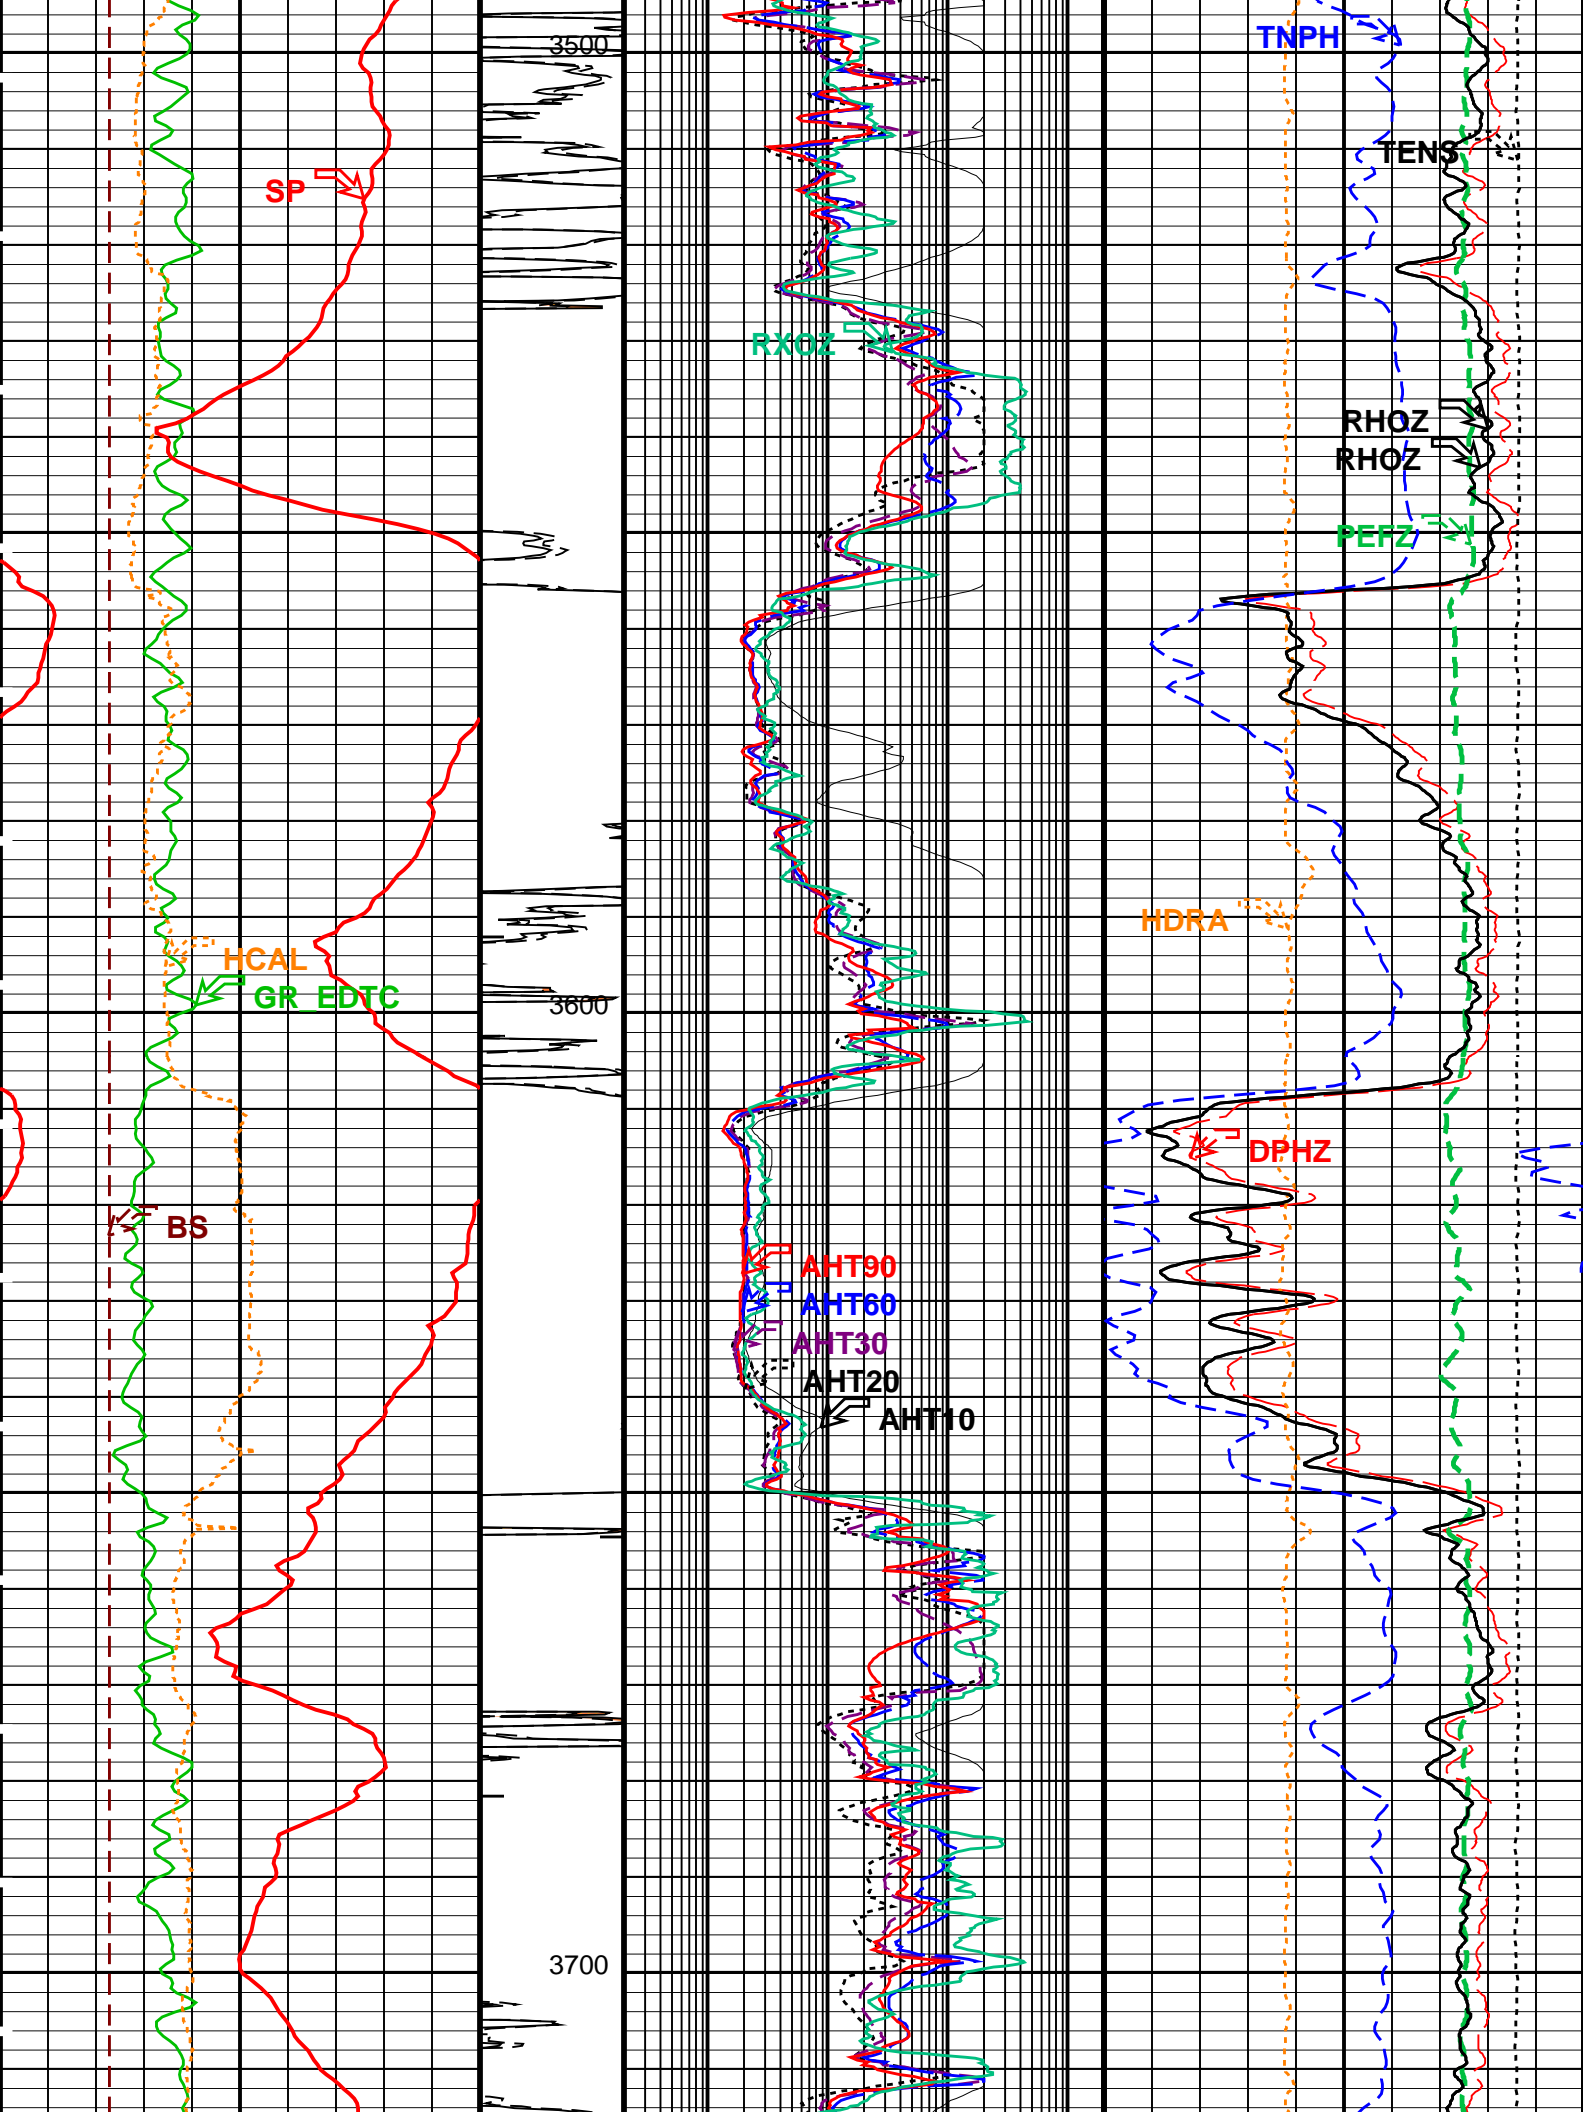 3500
TNPH
TENS
SP
RXOZ
RHOZ
RHOZ
PEFZ
HDRA
HCAL
GR_EDTC
3600
DPHZ
BS
AHT90
AHT60
AHT30
AHT20
AHT10
3700